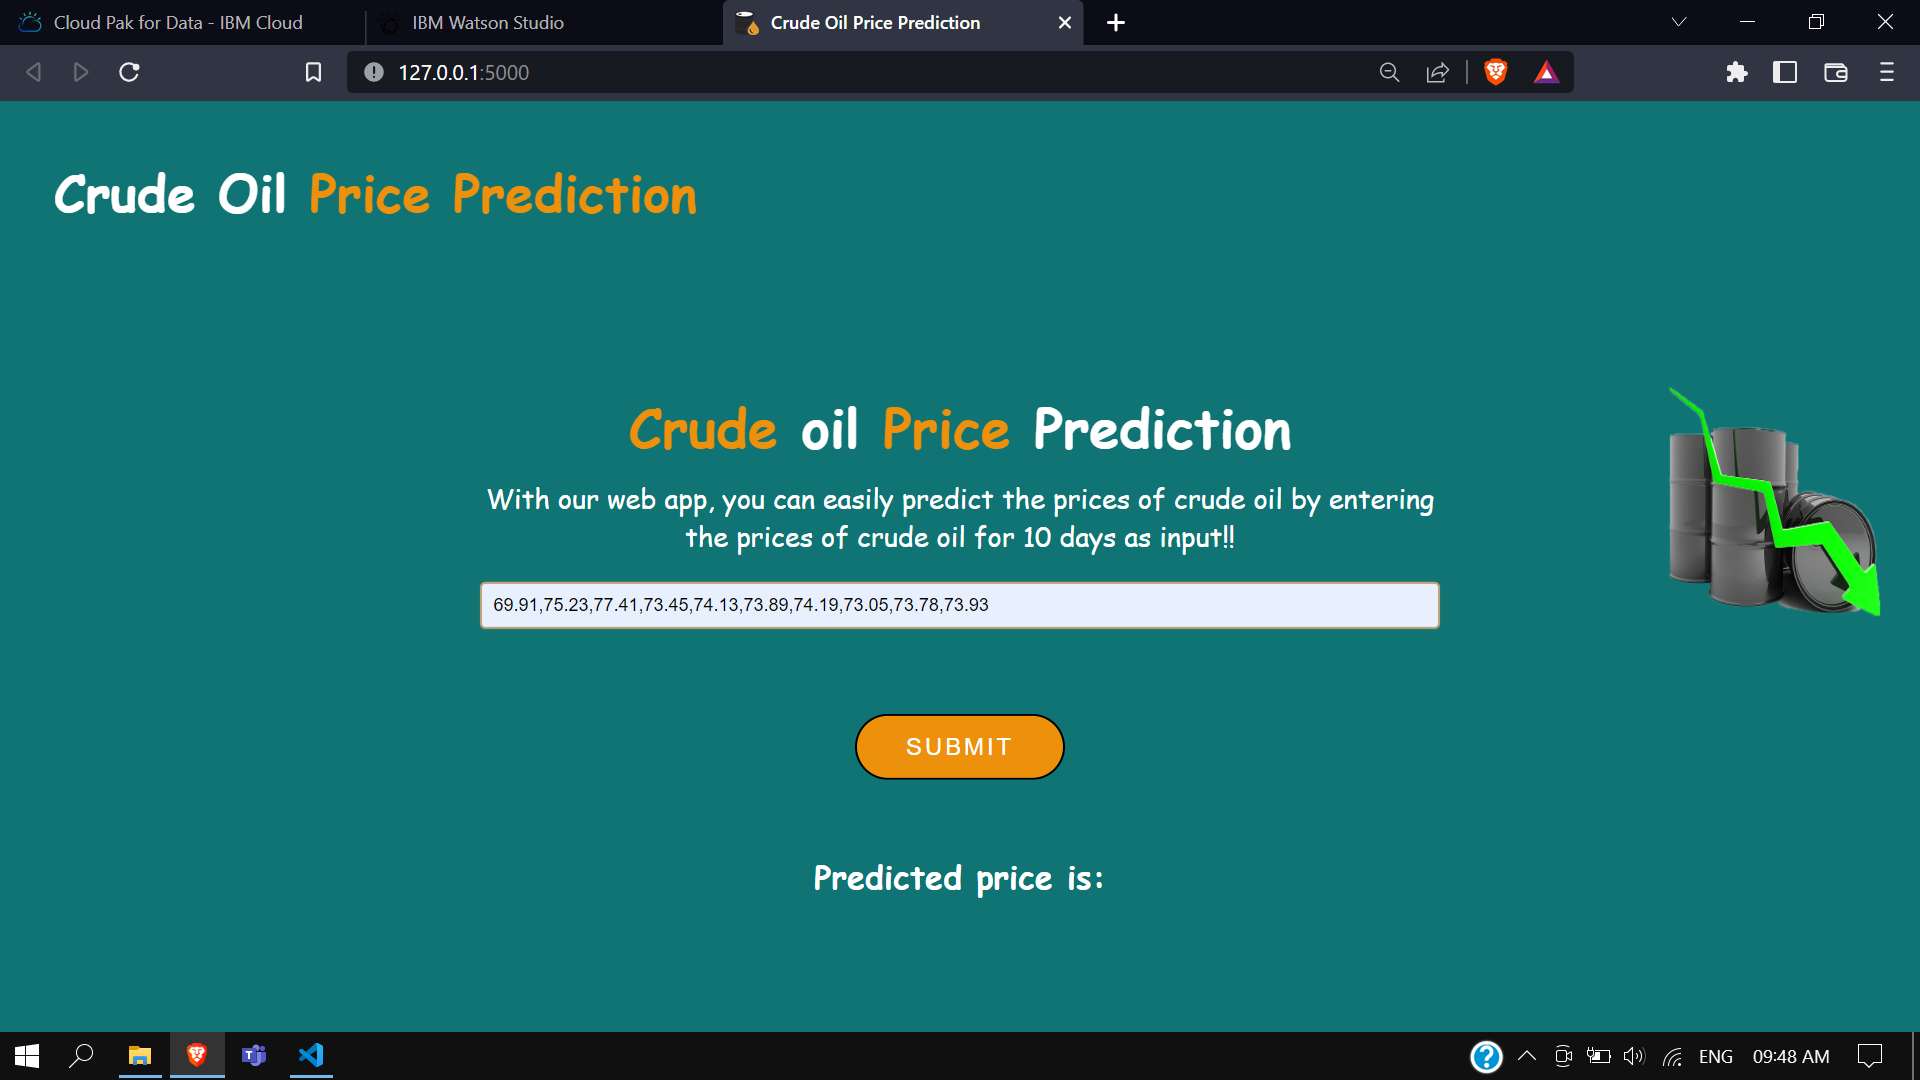 Cloud Pak for Data - IBM Cloud
IBM Watson Studio
Crude Oil Price Prediction
127.0.0.1:5000
Crude Oil Price Prediction
Crude oil Price Prediction
With our web app, you can easily predict the prices of crude oil by entering
the prices of crude oil for 10 days as input!!
69.91,75.23,77.41,73.45,74.13,73.89,74.19,73.05,73.78,73.93
SUBMIT
Predicted price is:
ENG
09:48 AM